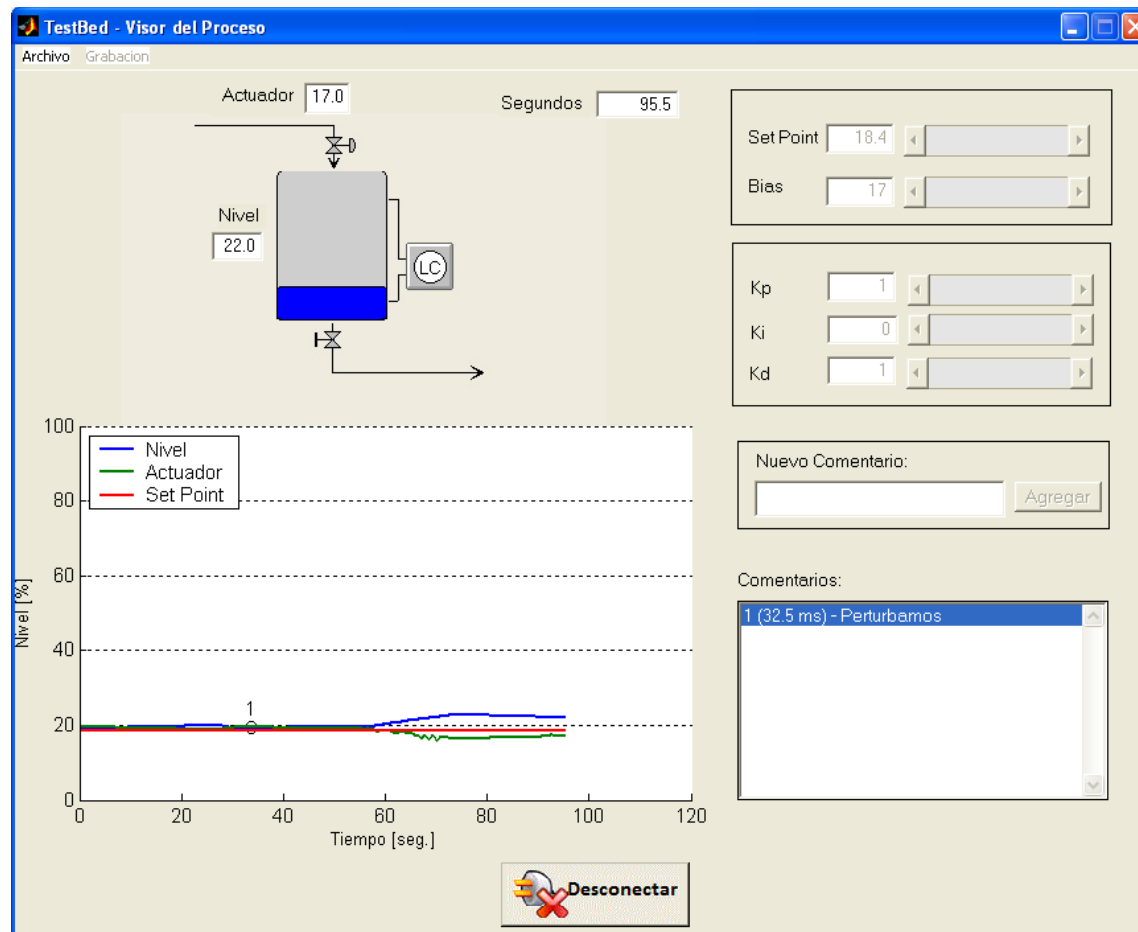 TestBed - Visor del Proceso
Archivo Grabacion
Actuador 17.0
Segundos 95.5
Nivel
22.0
LC
Set Point 18.4
Bias 17
Kp 1
Ki 0
Kd 1
Nivel
Actuador
Set Point
100
80
60
40
20
0
Nivel [%]
1
0 20 40 60 80 100 120
Tiempo [seg.]
Nuevo Comentario:
Agregar
Comentarios:
1 (32.5 ms) - Perturbamos
Desconectar